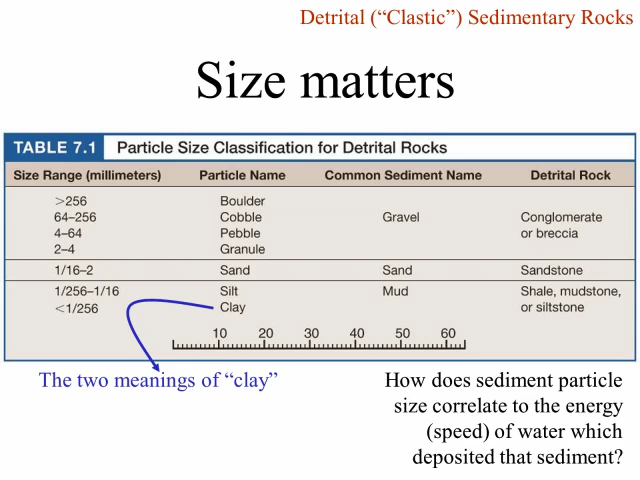 Detrital (“Clastic”) Sedimentary Rocks
Size matters
TABLE 7.1 Particle Size Classification for Detrital Rocks
Size Range (millimeters) Particle Name Common Sediment Name Detrital Rock
>256 Boulder
64–256 Cobble Gravel Conglomerate
4–64 Pebble or breccia
2–4 Granule
1/16–2 Sand Sand Sandstone
1/256–1/16 Silt Mud Shale, mudstone,
<1/256 Clay or siltstone
10 20 30 40 50 60
The two meanings of “clay”
How does sediment particle
size correlate to the energy
(speed) of water which
deposited that sediment?